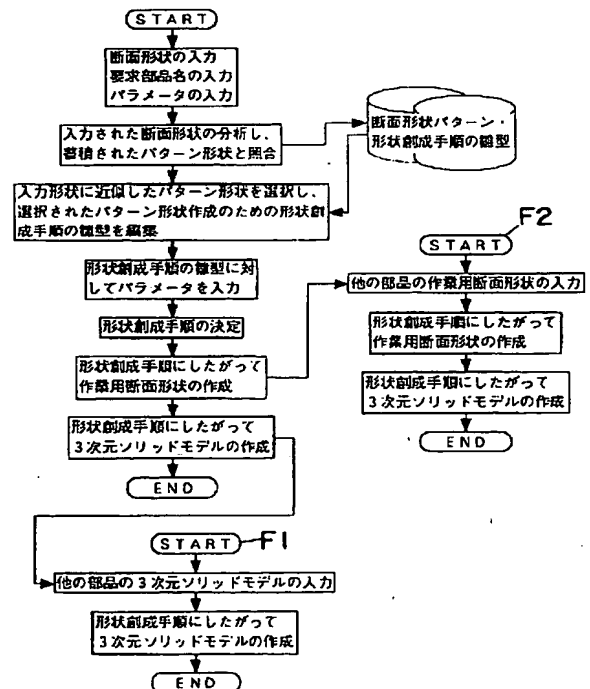 START
断面形状の入力
要求部品名の入力
パラメータの入力
入力された断面形状の分析し、
蓄積されたパターン形状と照合
断面形状パターン・
形状創成手順の雛型
入力形状に近似したパターン形状を選択し、
選択されたパターン形状作成のための形状創
成手順の雛型を編集
形状創成手順の雛型に対
してパラメータを入力
形状創成手順の決定
形状創成手順にしたがって
作業用断面形状の作成
形状創成手順にしたがって
3次元ソリッドモデルの作成
END
START F2
他の部品の作業用断面形状の入力
形状創成手順にしたがって
作業用断面形状の作成
形状創成手順にしたがって
3次元ソリッドモデルの作成
END
START F1
他の部品の3次元ソリッドモデルの入力
形状創成手順にしたがって
3次元ソリッドモデルの作成
END